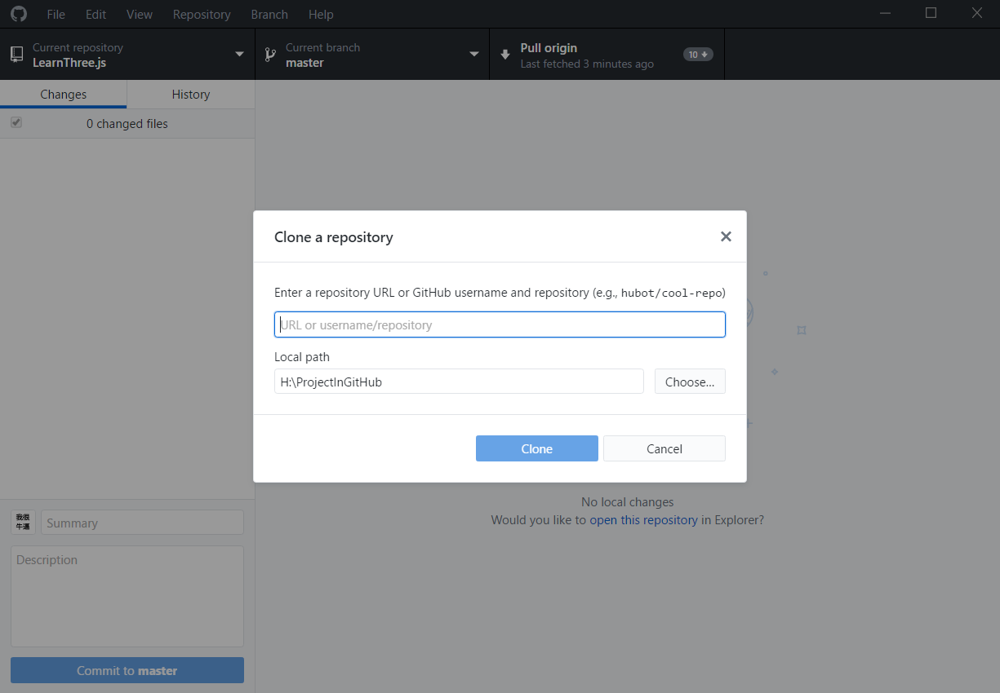 File Edit View Repository Branch Help
Current repository
LearnThree.js
Current branch
master
Pull origin
Last fetched 3 minutes ago
10
Changes History
0 changed files
Clone a repository
Enter a repository URL or GitHub username and repository (e.g., hubot/cool-repo)
URL or username/repository
Local path
H:\ProjectInGitHub
Choose...
Clone Cancel
No local changes
Would you like to open this repository in Explorer?
我很
牛逼
Summary
Description
Commit to master